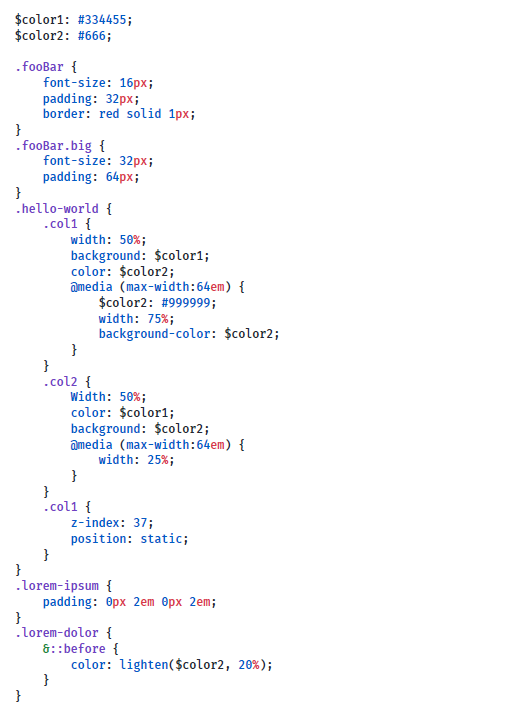 $color1: #334455;
$color2: #666;

.fooBar {
    font-size: 16px;
    padding: 32px;
    border: red solid 1px;
}
.fooBar.big {
    font-size: 32px;
    padding: 64px;
}
.hello-world {
    .col1 {
        width: 50%;
        background: $color1;
        color: $color2;
        @media (max-width:64em) {
            $color2: #999999;
            width: 75%;
            background-color: $color2;
        }
    }
    .col2 {
        Width: 50%;
        color: $color1;
        background: $color2;
        @media (max-width:64em) {
            width: 25%;
        }
    }
    .col1 {
        z-index: 37;
        position: static;
    }
}
.lorem-ipsum {
    padding: 0px 2em 0px 2em;
}
.lorem-dolor {
    &::before {
        color: lighten($color2, 20%);
    }
}